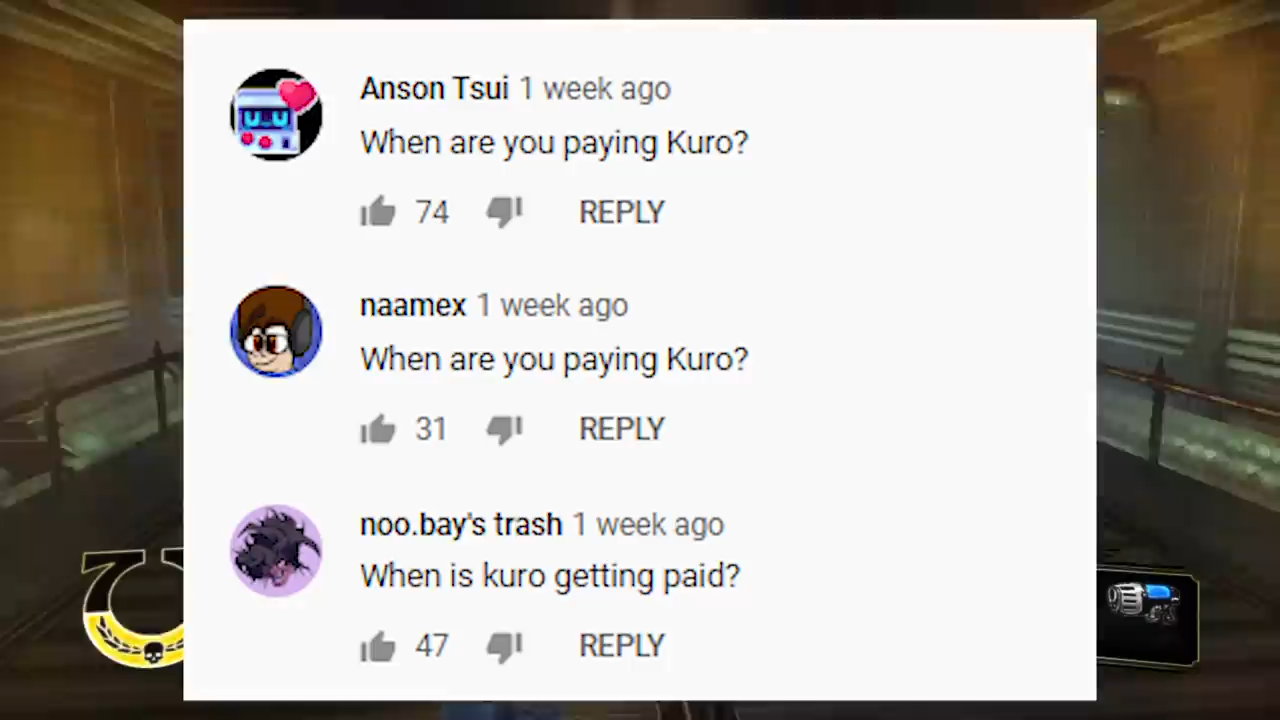 Anson Tsui 1 week ago
When are you paying Kuro?
74 REPLY
naamex 1 week ago
When are you paying Kuro?
31 REPLY
noo.bay's trash 1 week ago
When is kuro getting paid?
47 REPLY